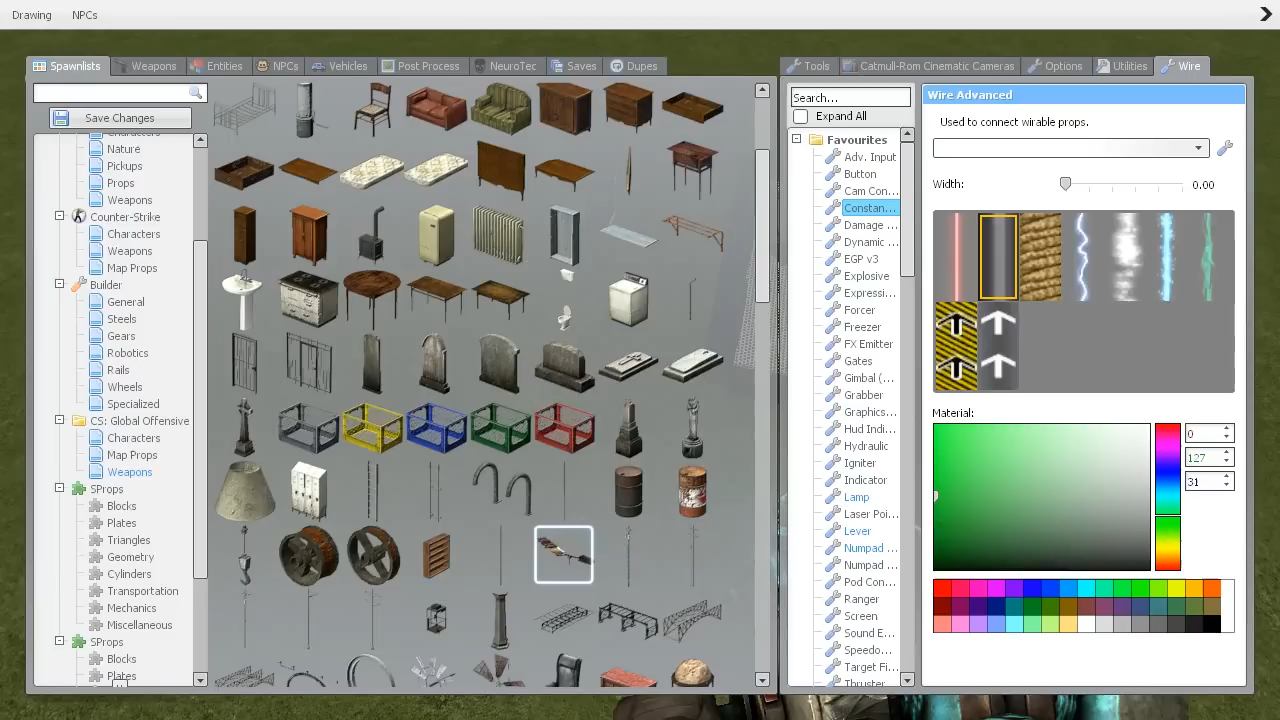 Drawing NPCs
Spawnlists Weapons Entities NPCs Vehicles Post Process NeuroTec Saves Dupes
Tools Catmull-Rom Cinematic Cameras Options Utilities Wire
Save Changes
Characters
Nature
Pickups
Props
Weapons
Counter-Strike
Characters
Weapons
Map Props
Builder
General
Steels
Gears
Robotics
Rails
Wheels
Specialized
CS: Global Offensive
Characters
Map Props
Weapons
SProps
Blocks
Plates
Triangles
Geometry
Cylinders
Transportation
Mechanics
Miscellaneous
SProps
Blocks
Plates
Search...
Expand All
Favourites
Adv. Input
Button
Cam Con...
Constan...
Damage ...
Dynamic ...
EGP v3
Explosive
Expressi...
Forcer
Freezer
FX Emitter
Gates
Gimbal (...
Grabber
Graphics...
Hud Indi...
Hydraulic
Igniter
Indicator
Lamp
Laser Poi...
Lever
Numpad ...
Numpad ...
Pod Con...
Ranger
Screen
Sound E...
Speedo...
Target Fi...
Thruster
Wire Advanced
Used to connect wirable props.
Width: 0.00
Material:
0
127
31